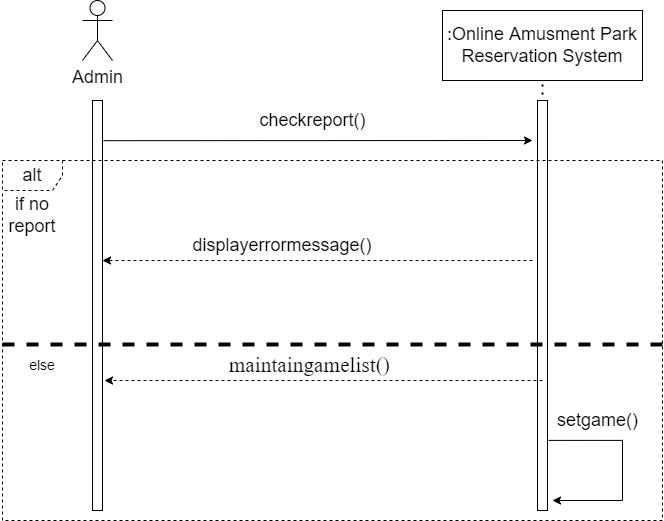 :Online Amusment Park
Reservation System
Admin
checkreport()
alt
if no
report
displayerrormessage()
else
maintaingamelist()
setgame()